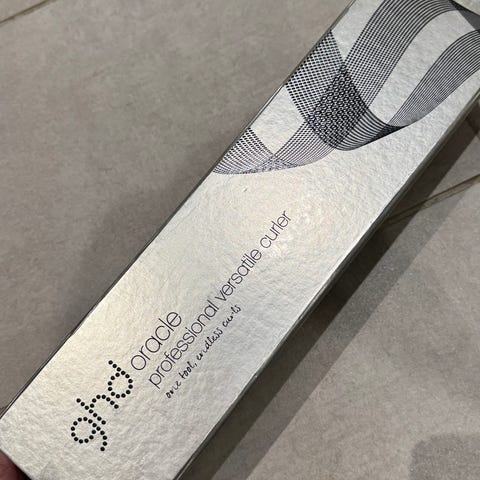 ghd oracle
professional versatile curler
one tool, endless curls